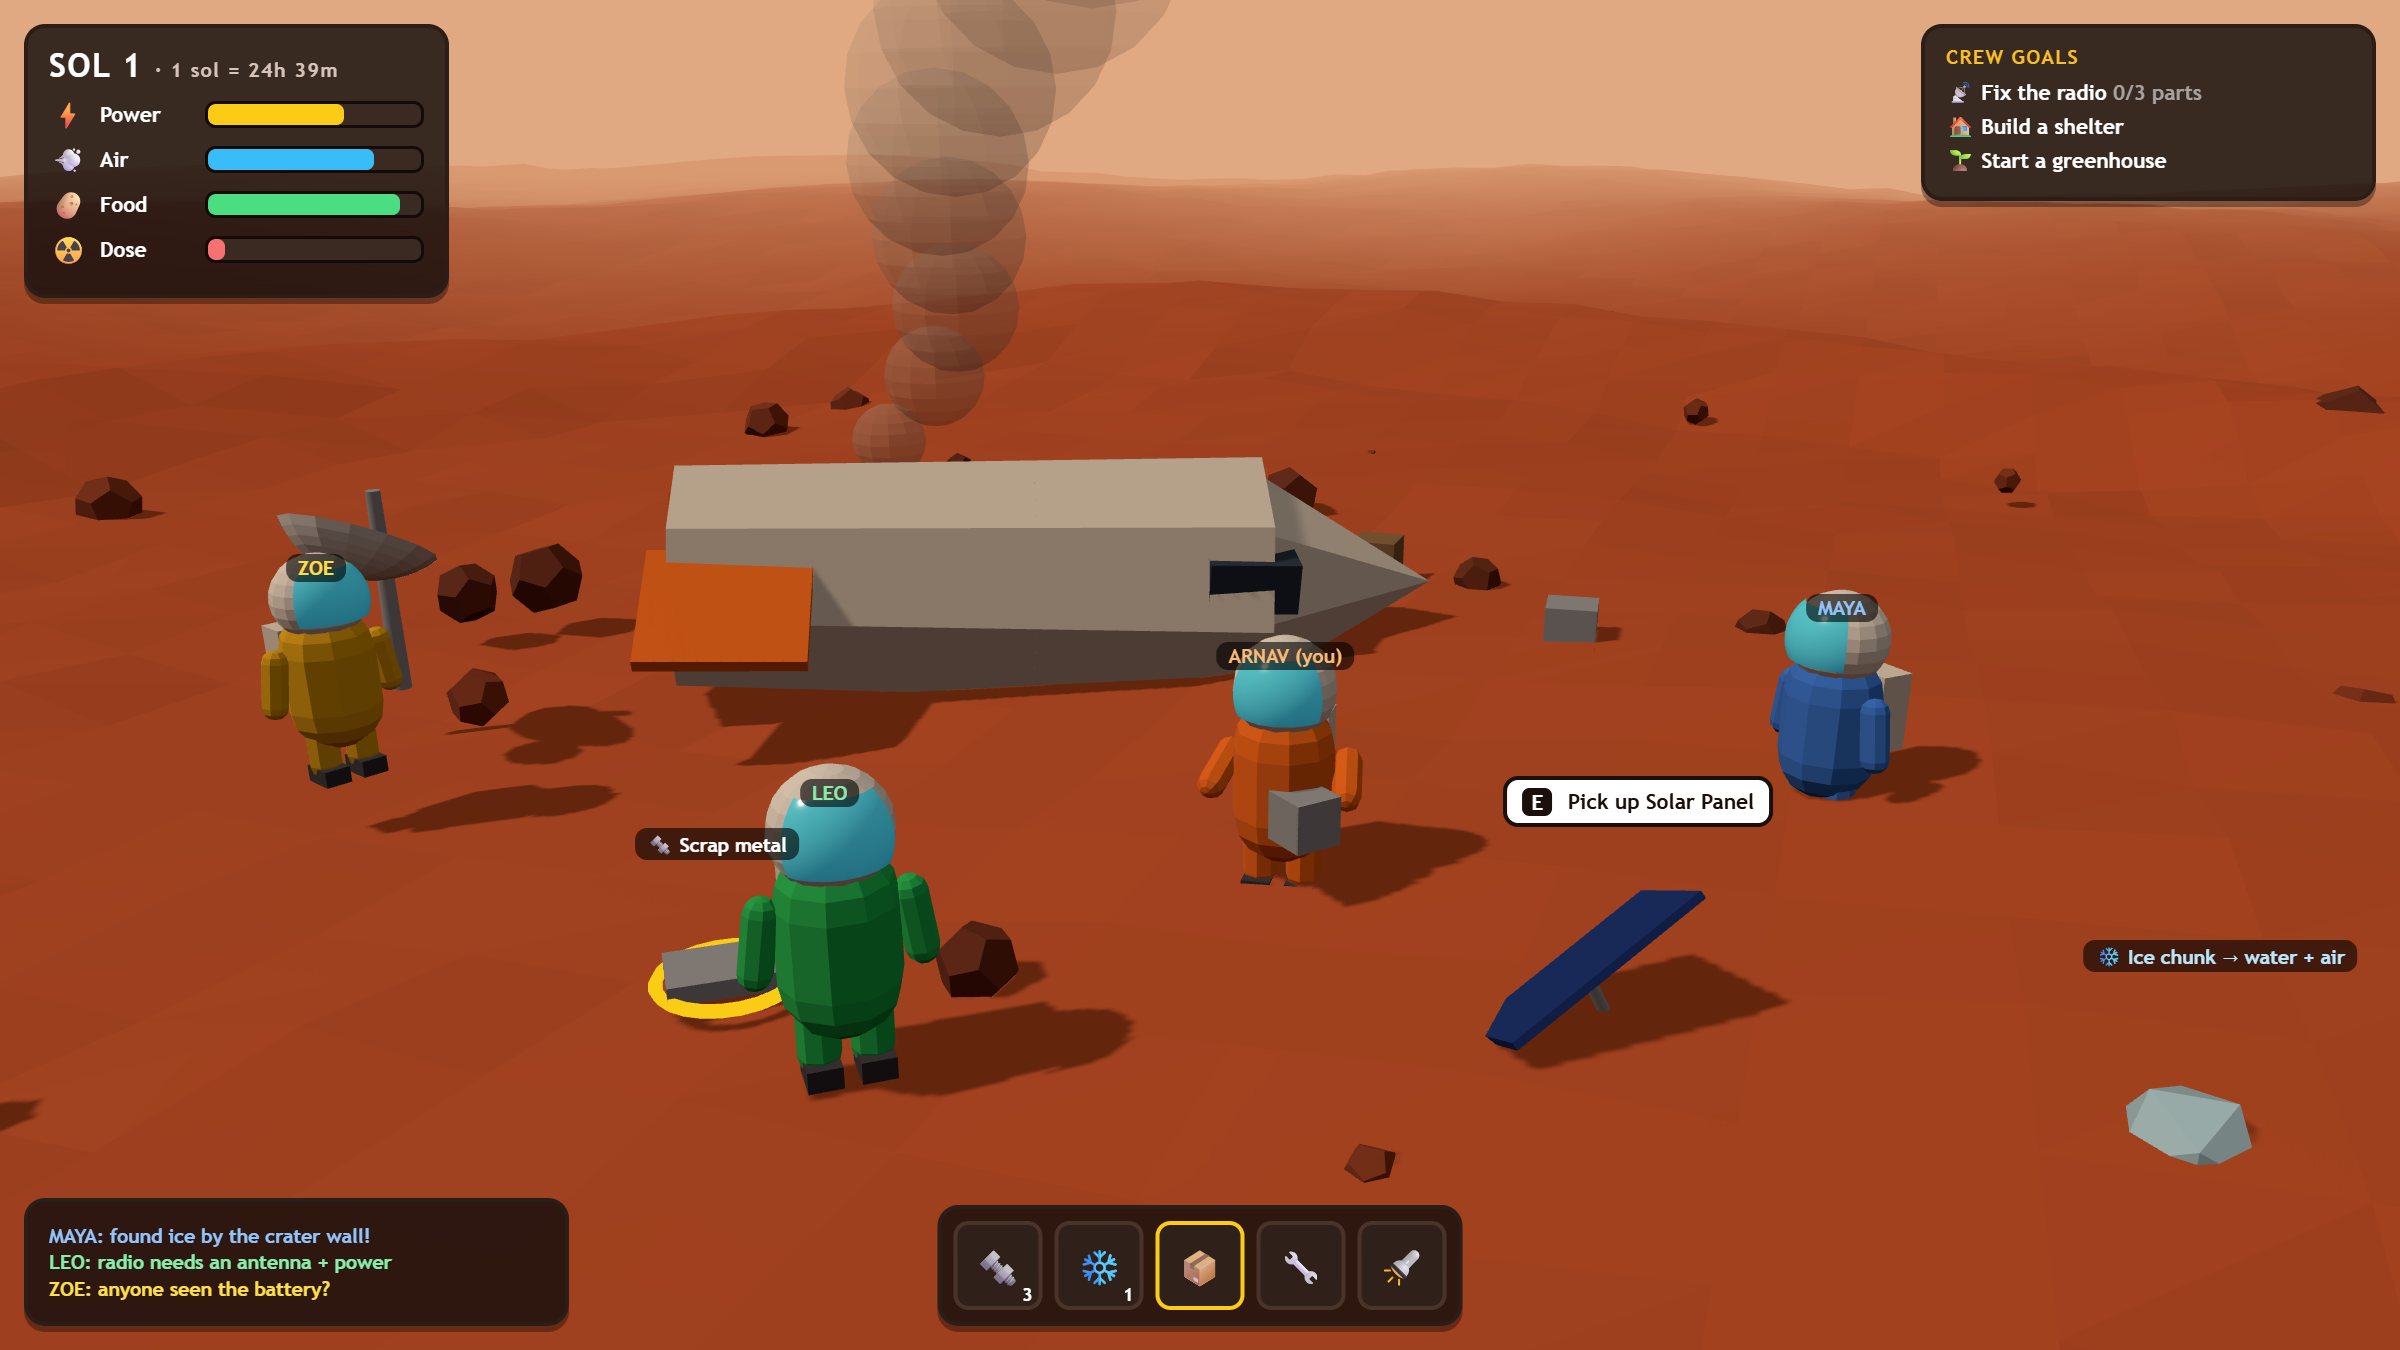 SOL 1 · 1 sol = 24h 39m
Power
Air
Food
Dose
CREW GOALS
Fix the radio 0/3 parts
Build a shelter
Start a greenhouse
ZOE
MAYA
ARNAV (you)
LEO
Scrap metal
E Pick up Solar Panel
Ice chunk → water + air
MAYA: found ice by the crater wall!
LEO: radio needs an antenna + power
ZOE: anyone seen the battery?
3
1